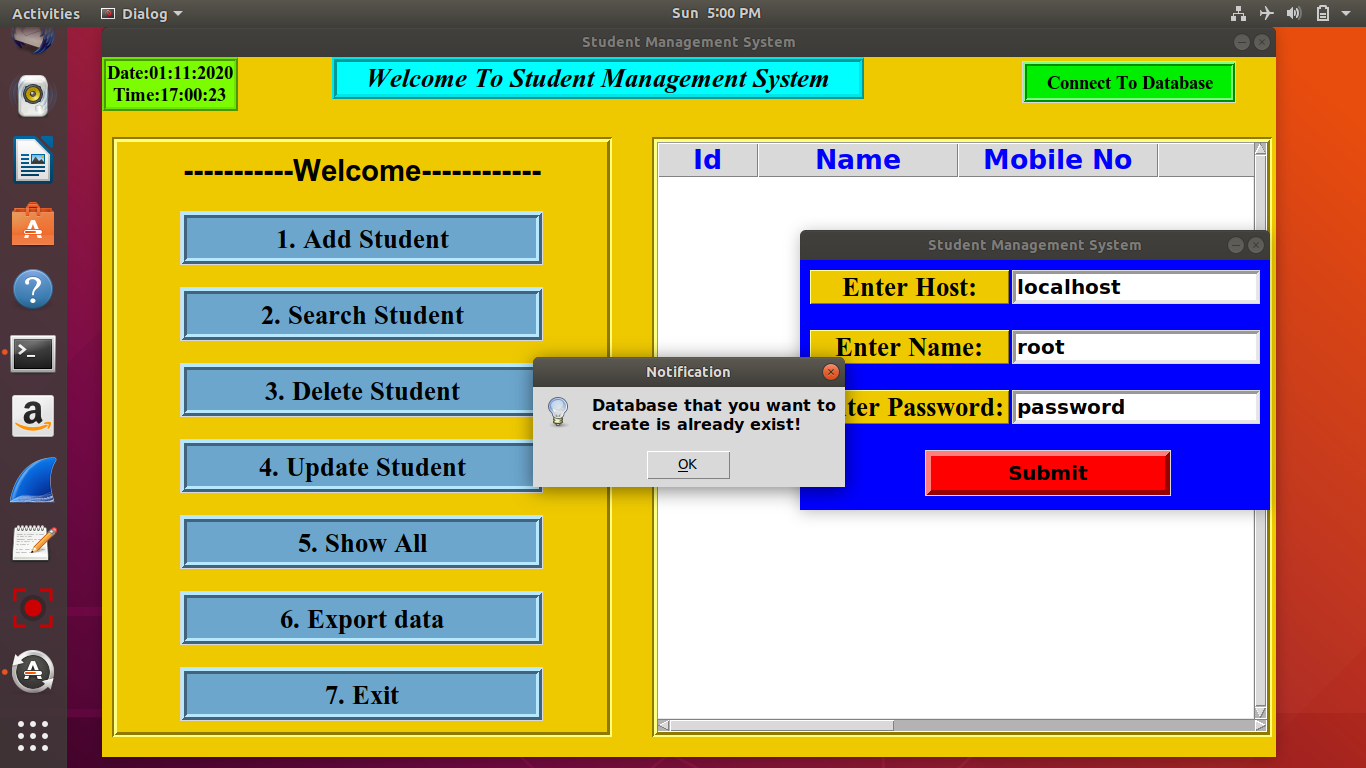 Activities
Dialog
Sun 5:00 PM
Student Management System
Date:01:11:2020
Time:17:00:23
Welcome To Student Management System
Connect To Database
-----------Welcome------------
1. Add Student
2. Search Student
3. Delete Student
4. Update Student
5. Show All
6. Export data
7. Exit
Id Name Mobile No
Student Management System
Enter Host: localhost
Enter Name: root
ter Password: password
Submit
Notification
Database that you want to
create is already exist!
OK